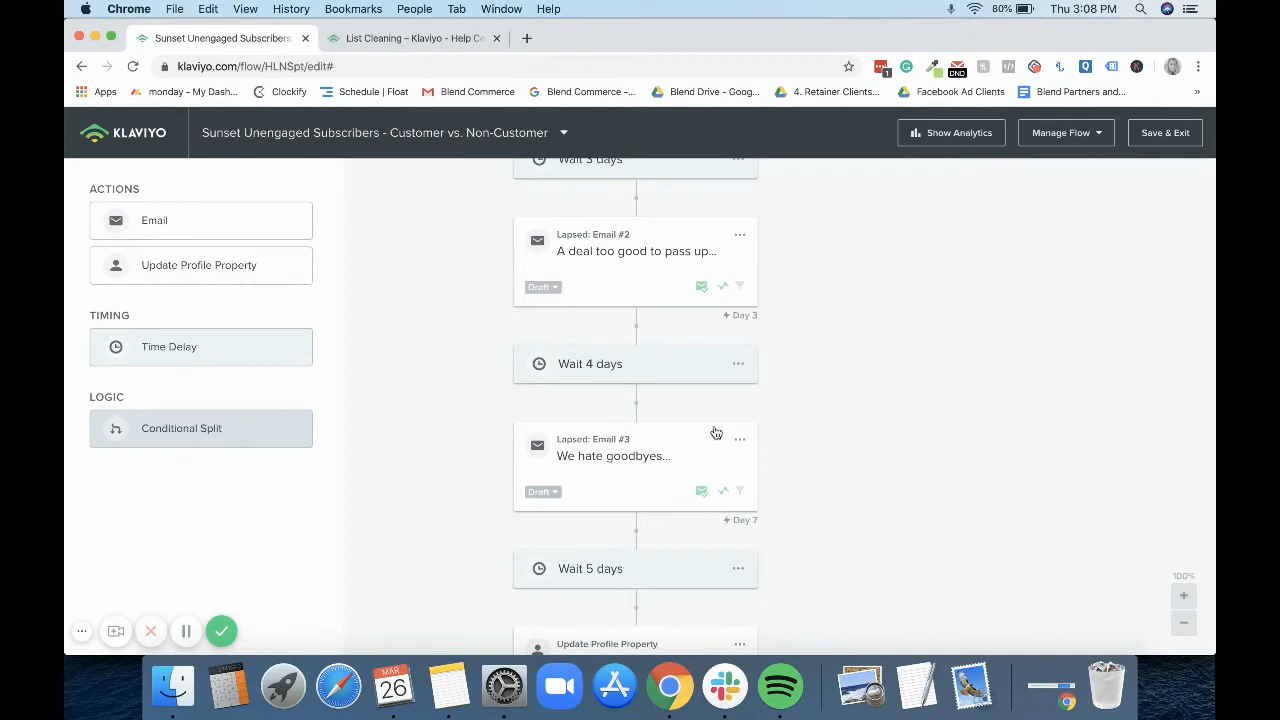 Chrome File Edit View History Bookmarks People Tab Window Help 80% Thu 3:08 PM
Sunset Unengaged Subscribers List Cleaning – Klaviyo - Help Ce
klaviyo.com/flow/HLNSpt/edit#
1 DND
Apps monday - My Dash... Clockify Schedule | Float Blend Commerce... Blend Commerce -... Blend Drive - Goog... 4. Retainer Clients... Facebook Ad Clients Blend Partners and... »
KLAVIYO Sunset Unengaged Subscribers - Customer vs. Non-Customer Show Analytics Manage Flow Save & Exit
Wait 3 days
ACTIONS
Email
Update Profile Property
TIMING
Time Delay
LOGIC
Conditional Split
Lapsed: Email #2
A deal too good to pass up...
Draft
Day 3
Wait 4 days
Lapsed: Email #3
We hate goodbyes...
Draft
Day 7
Wait 5 days
Update Profile Property
100%
MAR
26